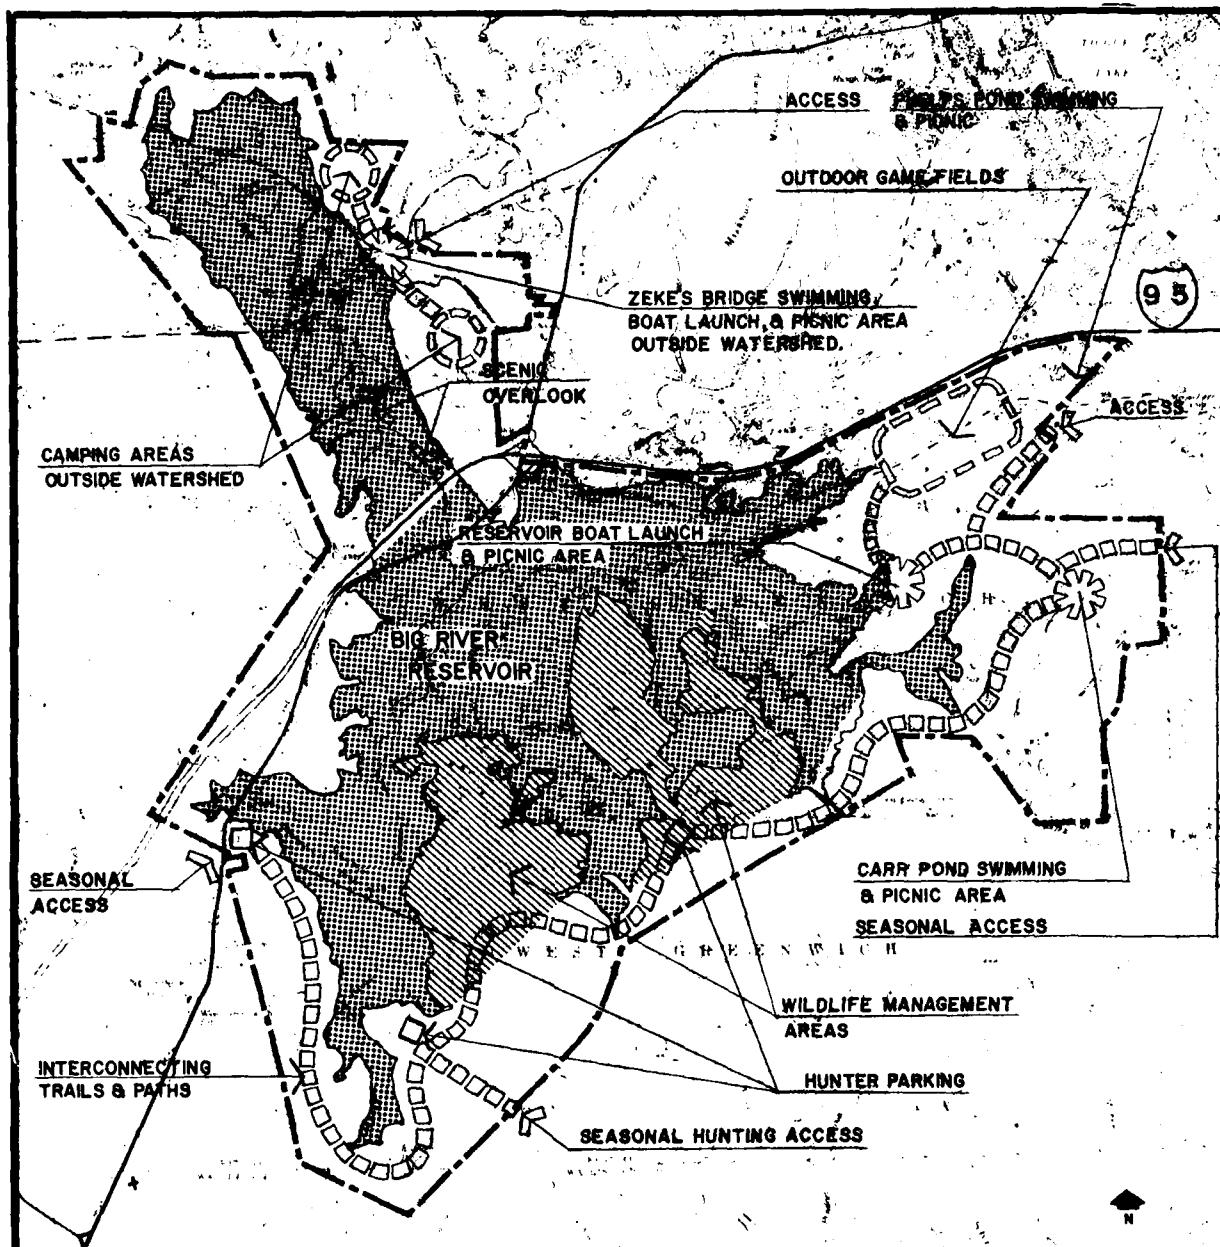 ACCESS
PHELPS POND SWIMMING
& PICNIC
OUTDOOR GAME FIELDS
95
ZEKE'S BRIDGE SWIMMING,
BOAT LAUNCH, & PICNIC AREA
OUTSIDE WATERSHED.
SCENIC
OVERLOOK
ACCESS
CAMPING AREAS
OUTSIDE WATERSHED
RESERVOIR BOAT LAUNCH
& PICNIC AREA
BIG RIVER
RESERVOIR
SEASONAL
ACCESS
CARR POND SWIMMING
& PICNIC AREA
SEASONAL ACCESS
WEST GREENWICH
WILDLIFE MANAGEMENT
AREAS
INTERCONNECTING
TRAILS & PATHS
HUNTER PARKING
SEASONAL HUNTING ACCESS
N